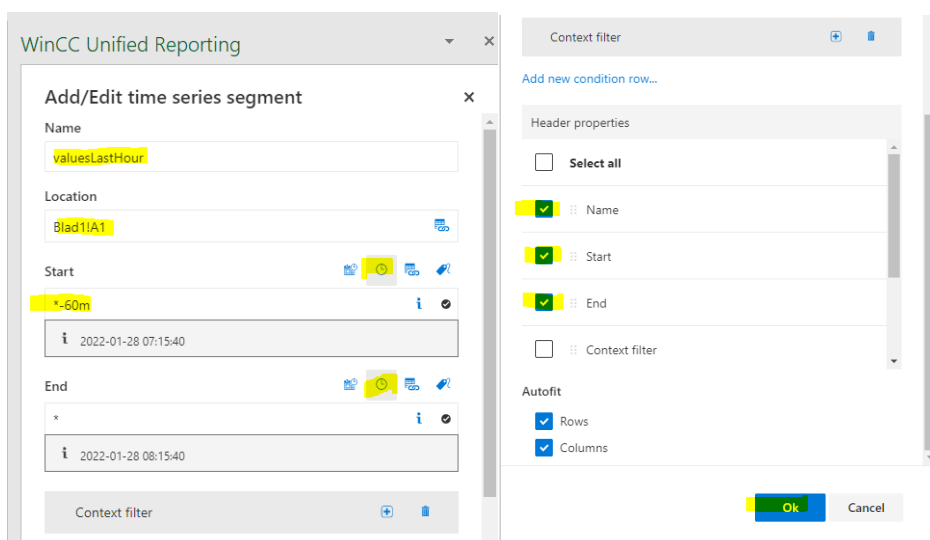 WinCC Unified Reporting
Add/Edit time series segment
Name
valuesLastHour
Location
Blad1!A1
Start
*-60m
2022-01-28 07:15:40
End
*
2022-01-28 08:15:40
Context filter
Context filter
Add new condition row...
Header properties
Select all
Name
Start
End
Context filter
Autofit
Rows
Columns
Ok Cancel